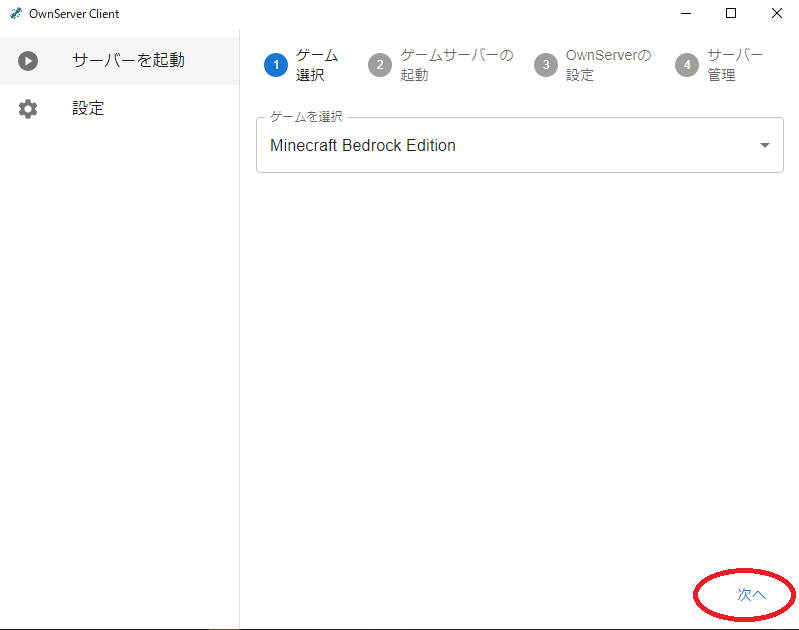 OwnServer Client
サーバーを起動
設定
1
ゲーム
選択
2
ゲームサーバーの
起動
3
OwnServerの
設定
4
サーバー
管理
ゲームを選択
Minecraft Bedrock Edition
次へ